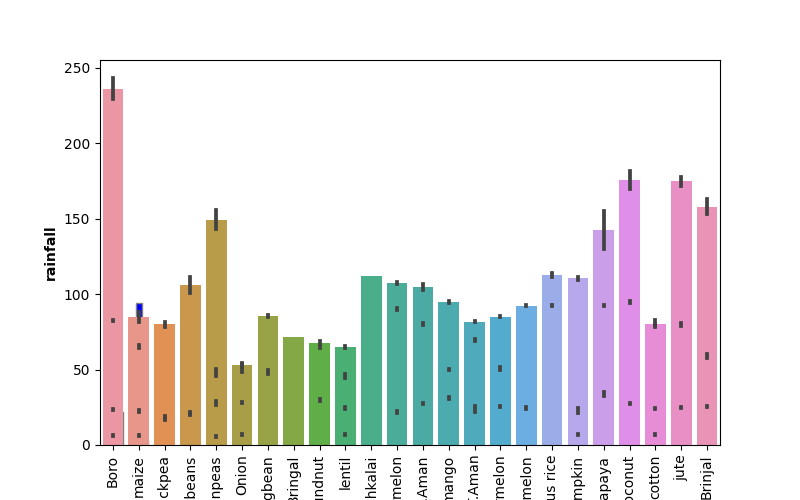 250
200
150
100
50
0
rainfall
Boro
maize
ckpea
beans
npeas
Onion
gbean
Bringal
undnut
lentil
hkalai
melon
Aman
mango
Aman
melon
melon
us rice
mpkin
apaya
oconut
cotton
jute
Brinjal